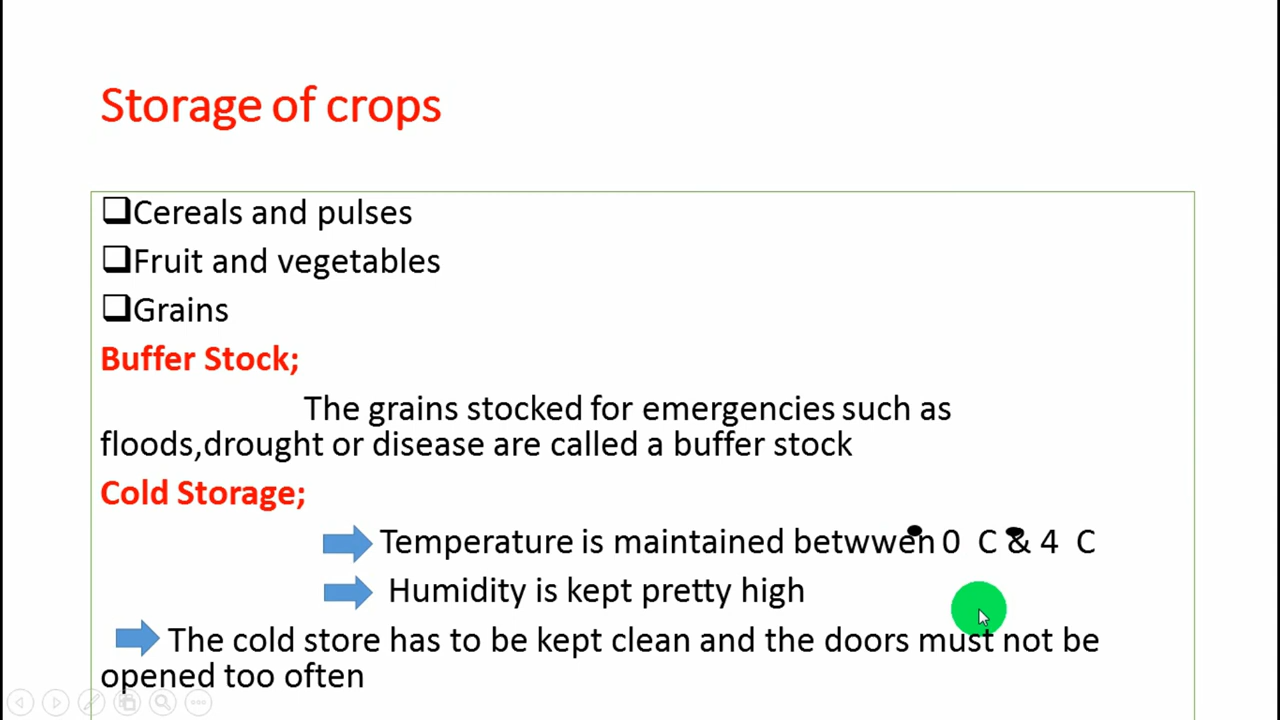 Storage of crops
Cereals and pulses
Fruit and vegetables
Grains
Buffer Stock;
The grains stocked for emergencies such as
floods,drought or disease are called a buffer stock
Cold Storage;
Temperature is maintained betwwen 0 C & 4 C
Humidity is kept pretty high
The cold store has to be kept clean and the doors must not be
opened too often